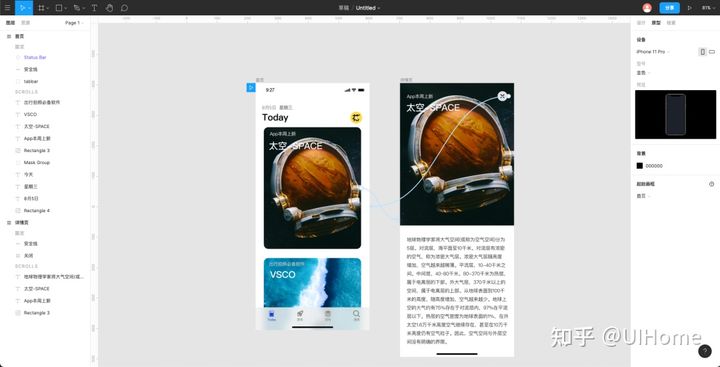 草稿 / Untitled
分享
81%
图层
资源
Page 1
首页
固定
Status Bar
安全线
tabbar
SCROLLS
出行拍照必备软件
VSCO
太空-SPACE
App本周上新
Rectangle 3
Mask Group
今天
星期三
8月5日
Rectangle 4
详情页
固定
安全线
关闭
SCROLLS
地球物理学家将大气空间(或...
太空-SPACE
App本周上新
Rectangle 3
首页
9:27
8月5日 星期三
Today
App本周上新
太空-SPACE
出行拍照必备软件
VSCO
Today
详情页
App本周上新
太空-SPACE
地球物理学家将大气空间(或称为空气空间)分为
5层。对流层，海平面至10千米。对流层有浓密
的空气，称为浓密大气层。浓密大气层随高度
增加，空气越来越稀薄。平流层，10-40千米之
间。中间层，40-80千米。80-370千米为热层，
属于电离层的下部。外大气层，370千米以上的
空间，属于电离层的上部。从地球表面到100千
米的高度，随高度增加，空气越来越少。地球上
空的大气约有75%存在于对流层内，97%在平流
层以下。热层的空气密度为地球表面的1%。在外
太空1.6万千米高度空气继续存在，甚至在10万千
米高度仍有空气粒子。因此，空气空间与外层空
间没有明确的界限。
设计
原型
检查
设备
iPhone 11 Pro
型号
预览
背景
000000
起始画框
首页
知乎 @UIHome